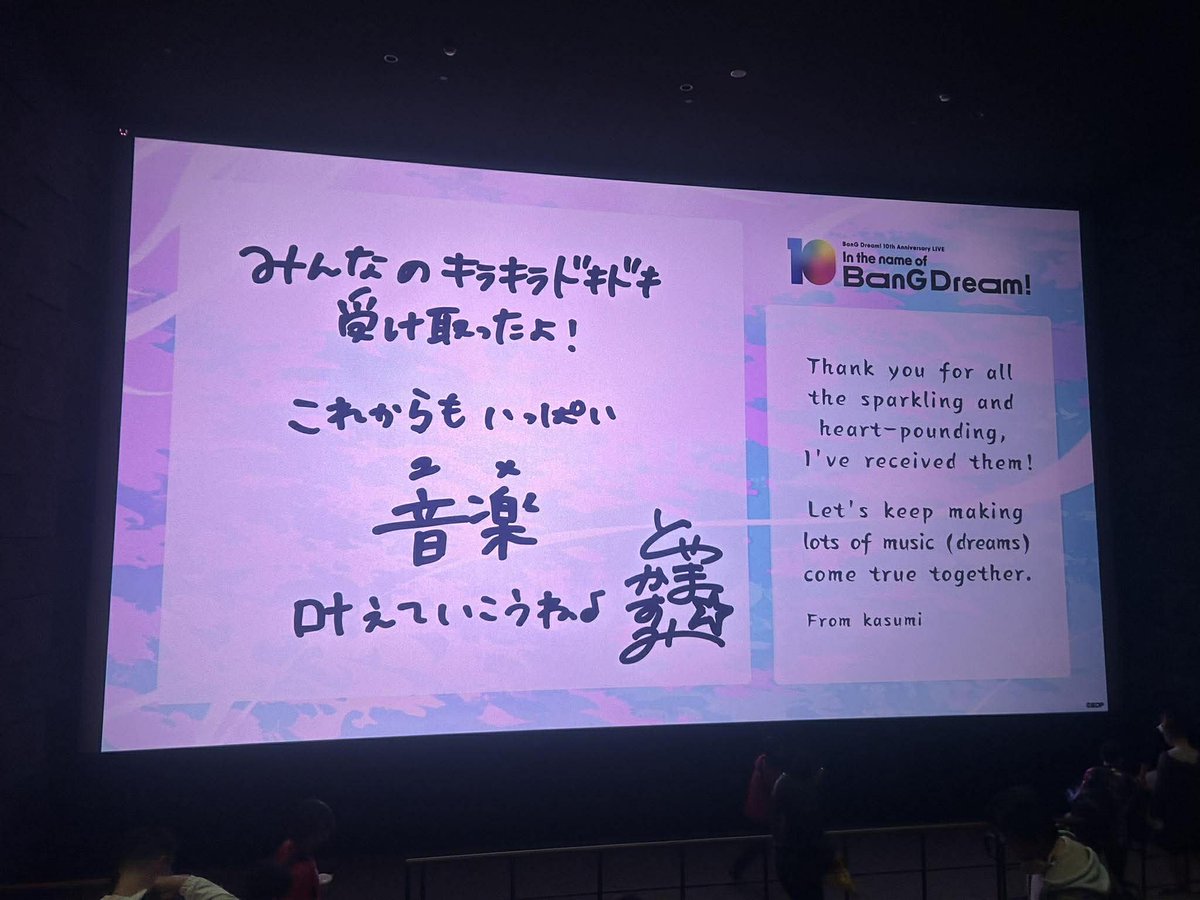 みんなのキラキラドキドキ
受け取ったよ!
これからもいっぱい
ユメ
音楽
叶えていこうね♪
とやま
かすみ☆
10
BanG Dream! 10th Anniversary LIVE
In the name of
BanG Dream!
Thank you for all
the sparkling and
heart-pounding,
I've received them!
Let's keep making
lots of music (dreams)
come true together.
From kasumi
©BDP